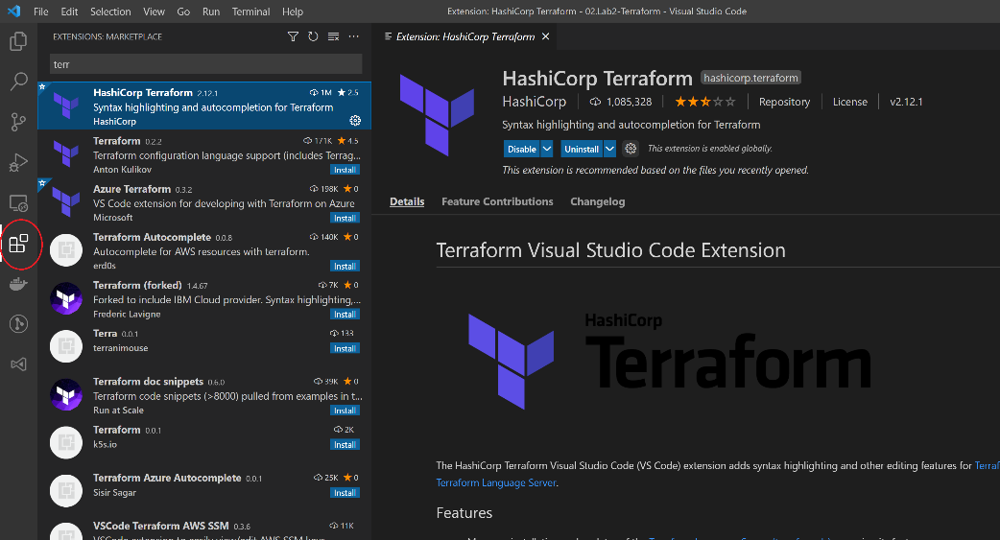 File Edit Selection View Go Run Terminal Help
Extension: HashiCorp Terraform - 02.Lab2-Terraform - Visual Studio Code
EXTENSIONS: MARKETPLACE
terr
HashiCorp Terraform 2.12.1 1M 2.5
Syntax highlighting and autocompletion for Terraform
HashiCorp
Terraform 0.2.2 171K 4.5
Terraform configuration language support (includes Terrag...
Anton Kulikov Install
Azure Terraform 0.3.2 198K 0
VS Code extension for developing with Terraform on Azure
Microsoft Install
Terraform Autocomplete 0.0.8 140K 0
Autocomplete for AWS resources with terraform.
erd0s Install
Terraform (forked) 1.4.67 7K 0
Forked to include IBM Cloud provider. Syntax highlighting,...
Frederic Lavigne Install
Terra 0.0.1 133
terranimouse Install
Terraform doc snippets 0.6.0 39K 0
Terraform code snippets (>8000) pulled from examples in t...
Run at Scale Install
Terraform 0.0.1 2K
k5s.io Install
Terraform Azure Autocomplete 0.0.1 25K 0
Sisir Sagar Install
VSCode Terraform AWS SSM 0.3.6 11K
VSCode extension to easily view/edit AWS SSM keys
Extension: HashiCorp Terraform
HashiCorp Terraform hashicorp.terraform
HashiCorp 1,085,328 Repository License v2.12.1
Syntax highlighting and autocompletion for Terraform
Disable Uninstall This extension is enabled globally.
This extension is recommended based on the files you recently opened.
Details Feature Contributions Changelog
Terraform Visual Studio Code Extension
HashiCorp
Terraform
The HashiCorp Terraform Visual Studio Code (VS Code) extension adds syntax highlighting and other editing features for Terraf
Terraform Language Server.
Features